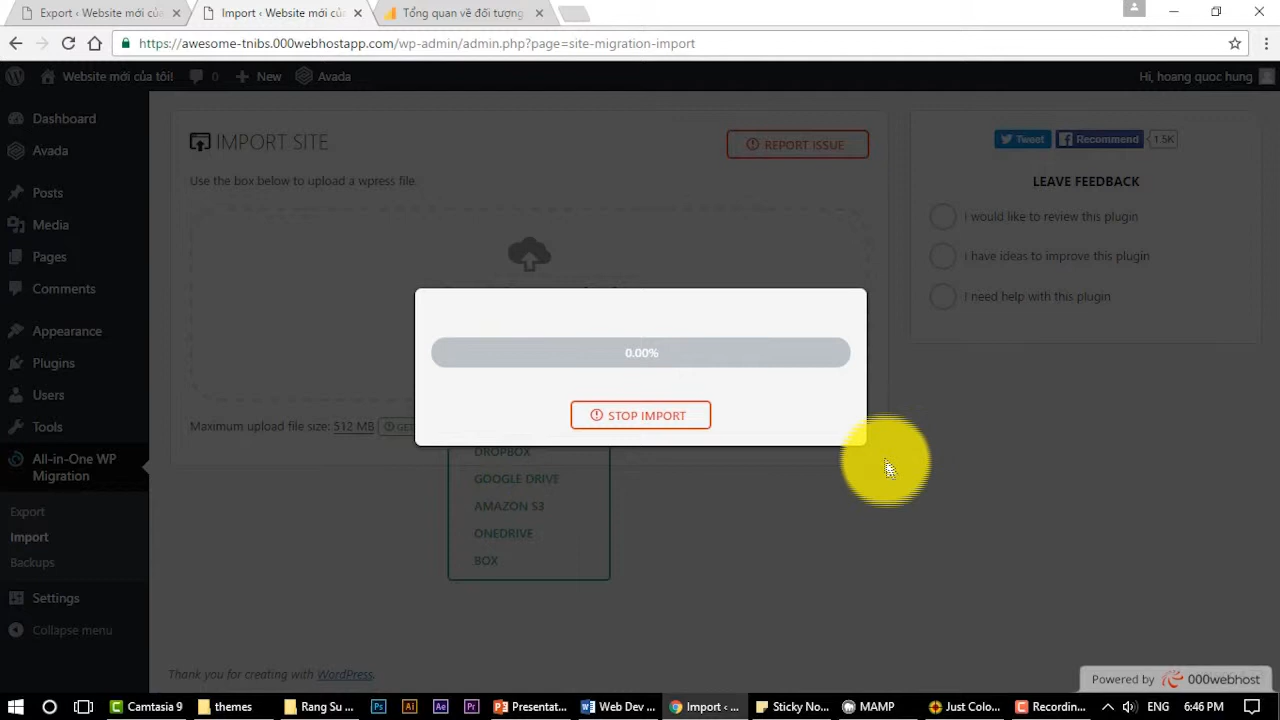 Export ‹ Website mới củ
Import ‹ Website mới củ
Tổng quan về đối tượng
https://awesome-tnibs.000webhostapp.com/wp-admin/admin.php?page=site-migration-import
Website mới của tôi!
0
New
Avada
Hi, hoang quoc hung
Dashboard
Avada
Posts
Media
Pages
Comments
Appearance
Plugins
Users
Tools
All-in-One WP
Migration
Export
Import
Backups
Settings
Collapse menu
IMPORT SITE
REPORT ISSUE
Use the box below to upload a wpress file.
0.00%
STOP IMPORT
Maximum upload file size: 512 MB
GET
DROPBOX
GOOGLE DRIVE
AMAZON S3
ONEDRIVE
BOX
Tweet
Recommend
1.5K
LEAVE FEEDBACK
I would like to review this plugin
I have ideas to improve this plugin
I need help with this plugin
Thank you for creating with WordPress.
Powered by 000webhost
Camtasia 9
themes
Rang Su ...
Ps
Ai
Ae
Pr
Presentat...
Web Dev ...
Import ‹ ...
Sticky No...
MAMP
Just Colo...
Recording...
ENG
6:46 PM